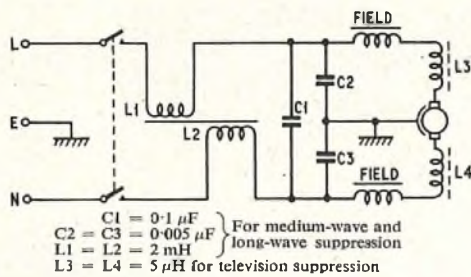 FIELD
L
L1
L2
C1
C2
L3
E
C3
L4
N
FIELD
C1 = 0·1 μF
C2 = C3 = 0·005 μF
L1 = L2 = 2 mH
For medium-wave and
long-wave suppression
L3 = L4 = 5 μH for television suppression